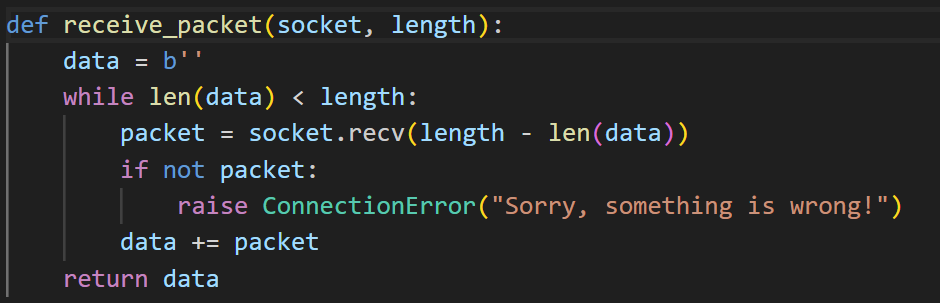 def receive_packet(socket, length):
    data = b''
    while len(data) < length:
        packet = socket.recv(length - len(data))
        if not packet:
            raise ConnectionError("Sorry, something is wrong!")
        data += packet
    return data